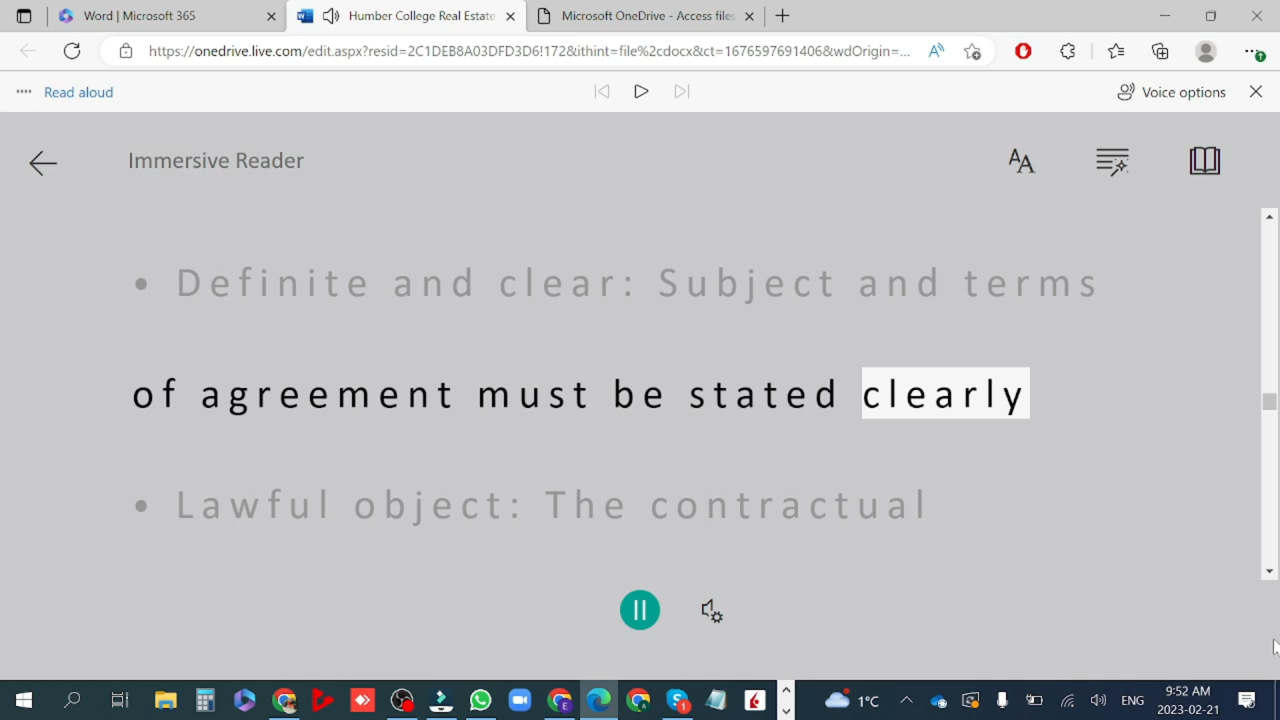 Word | Microsoft 365
Humber College Real Estate
Microsoft OneDrive - Access files
https://onedrive.live.com/edit.aspx?resid=2C1DEB8A03DFD3D6!172&ithint=file%2cdocx&ct=1676597691406&wdOrigin=...
Read aloud
Voice options
Immersive Reader
AA
• Definite and clear: Subject and terms
of agreement must be stated clearly
• Lawful object: The contractual
1°C
ENG
9:52 AM
2023-02-21